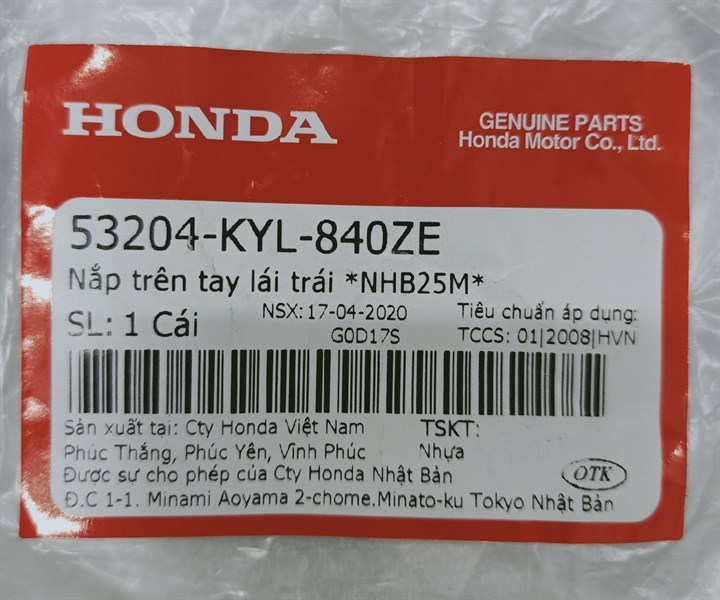 HONDA
GENUINE PARTS
Honda Motor Co., Ltd.
53204-KYL-840ZE
Nắp trên tay lái trái *NHB25M*
SL: 1 Cái
NSX: 17-04-2020
G0D17S
Tiêu chuẩn áp dụng:
TCCS: 01|2008|HVN
Sản xuất tại: Cty Honda Việt Nam
Phúc Thắng, Phúc Yên, Vĩnh Phúc
TSKT:
Nhựa
Được sự cho phép của Cty Honda Nhật Bản
Đ.C 1-1. Minami Aoyama 2-chome.Minato-ku Tokyo Nhật Bản
OTK